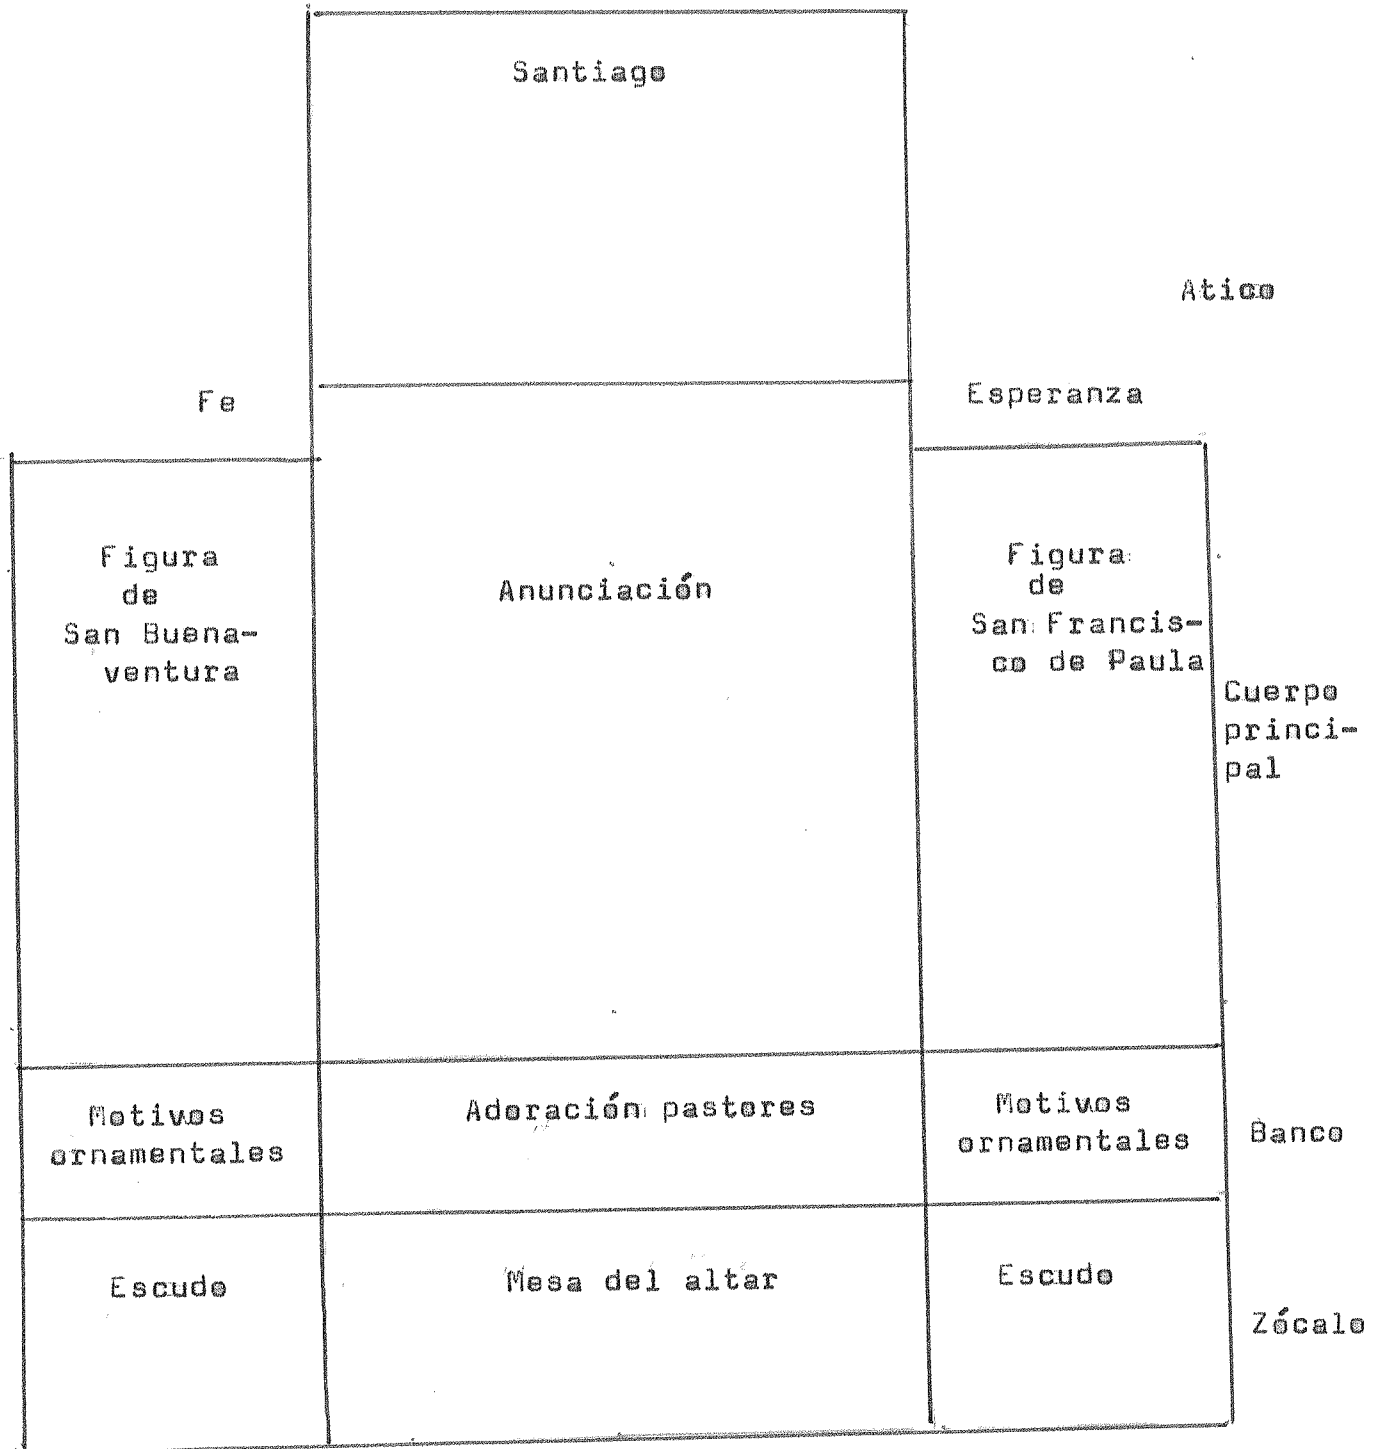 Santiago
Atico
Fe
Esperanza
Figura
de
San Buena-
ventura
Anunciación
Figura
de
San Francis-
co de Paula
Cuerpo
princi-
pal
Motivos
ornamentales
Adoración pastores
Motivos
ornamentales
Banco
Escudo
Mesa del altar
Escudo
Zócalo